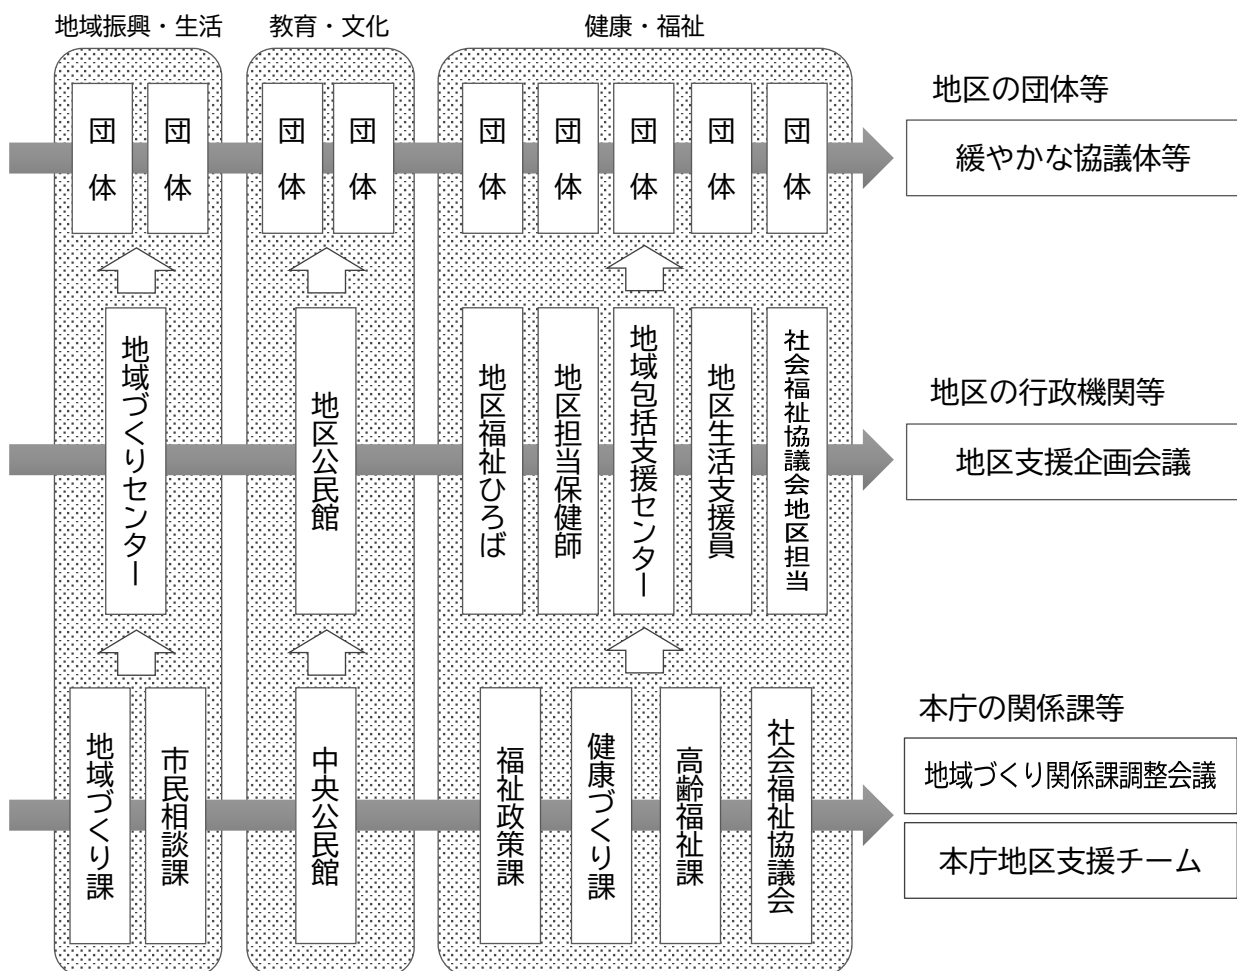 地域振興・生活
教育・文化
健康・福祉
団体
団体
団体
団体
団体
団体
団体
団体
団体
地区の団体等
緩やかな協議体等
地域づくりセンター
地区公民館
地区福祉ひろば
地区担当保健師
地域包括支援センター
地区生活支援員
社会福祉協議会地区担当
地区の行政機関等
地区支援企画会議
地域づくり課
市民相談課
中央公民館
福祉政策課
健康づくり課
高齢福祉課
社会福祉協議会
本庁の関係課等
地域づくり関係課調整会議
本庁地区支援チーム